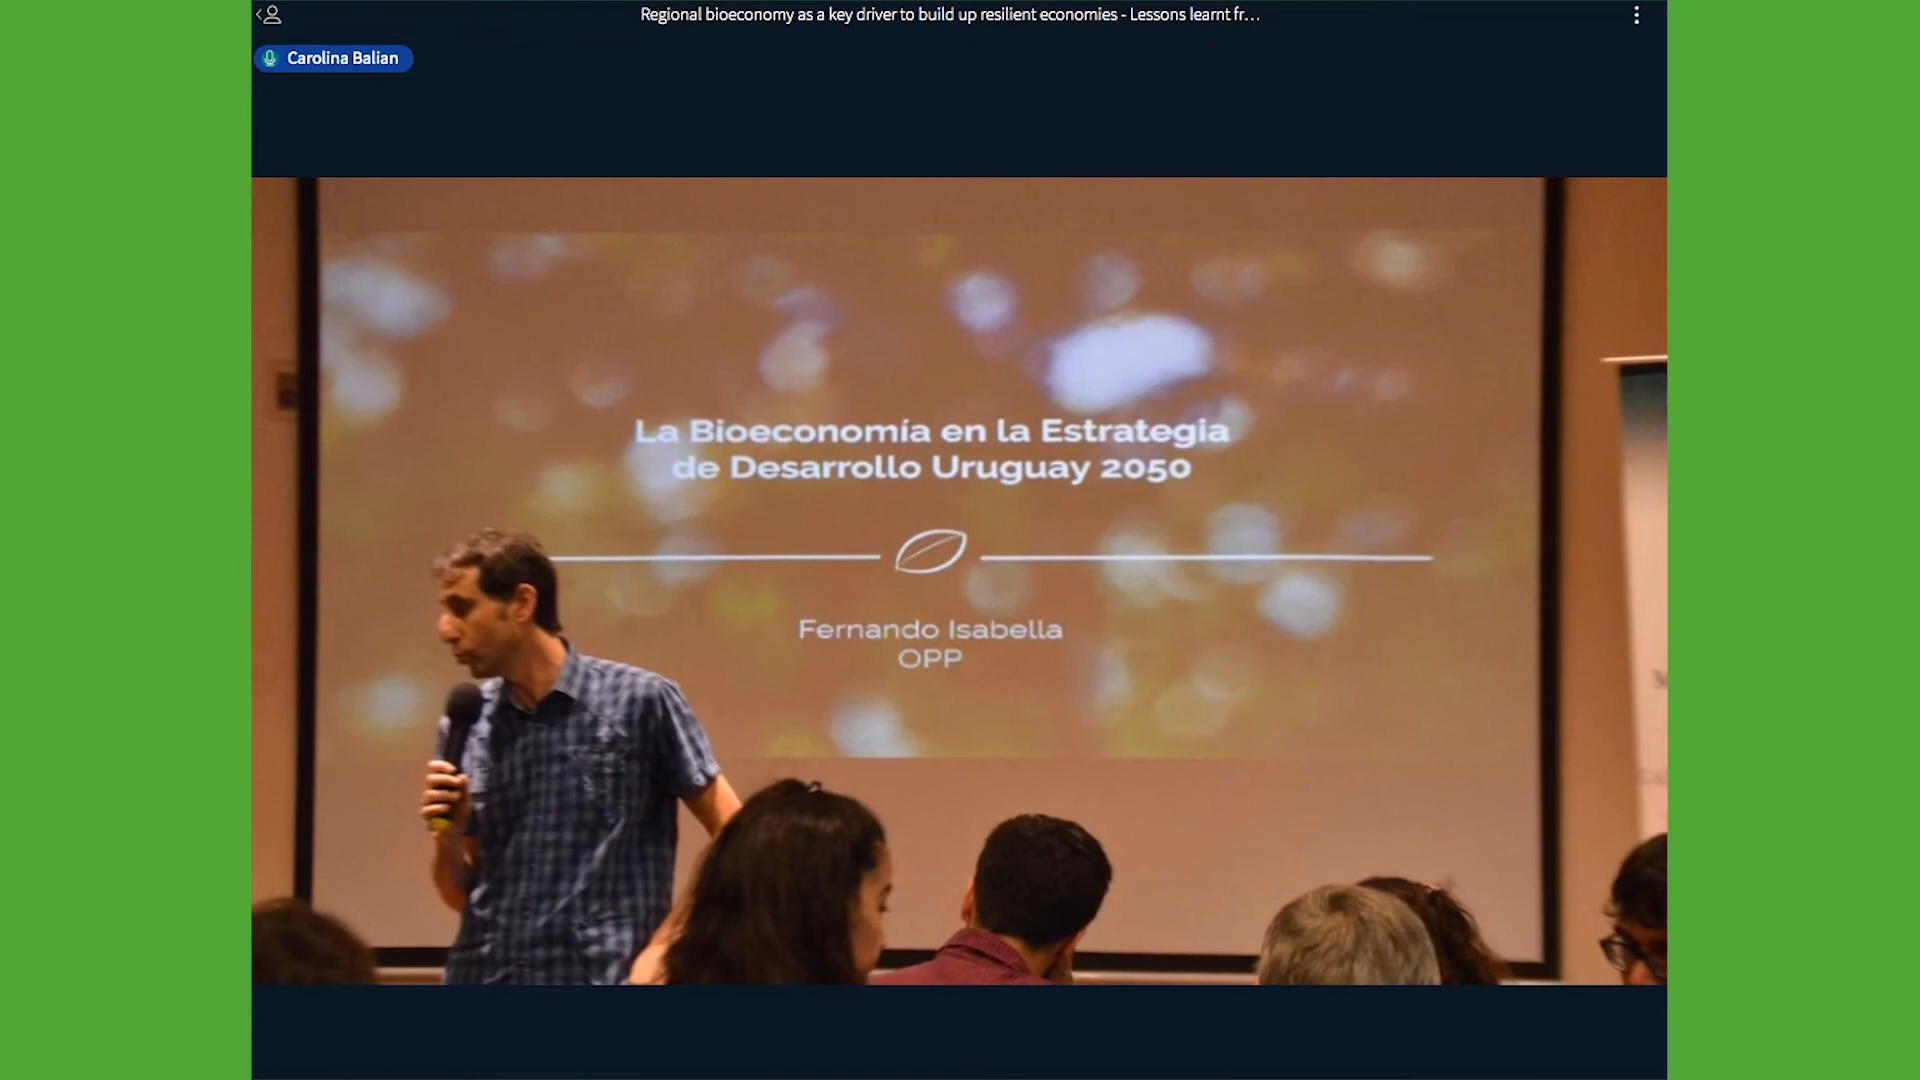 Regional bioeconomy as a key driver to build up resilient economies - Lessons learnt fr…
Carolina Balian
La Bioeconomía en la Estrategia
de Desarrollo Uruguay 2050
Fernando Isabella
OPP